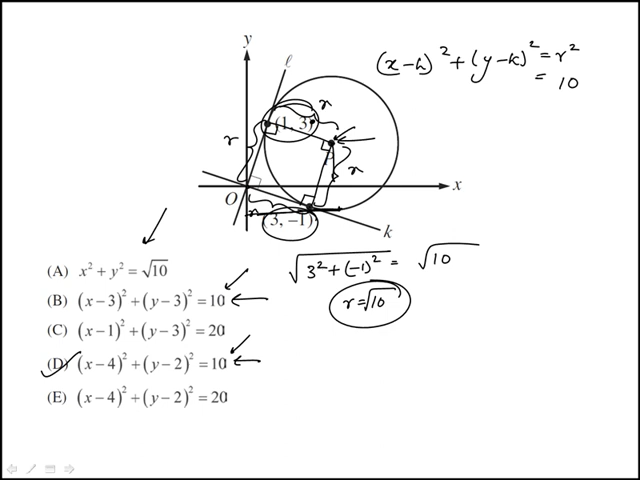 y
ℓ
(x-h)² + (y-k)² = r²
= 10
r
(1, 3)
r
P
r
x
O
r
(3, −1)
k
√3²+(-1)² = √10
r=√10
(A) x² + y² = √10
(B) (x−3)² + (y−3)² = 10
(C) (x−1)² + (y−3)² = 20
(D) (x−4)² + (y−2)² = 10
(E) (x−4)² + (y−2)² = 20